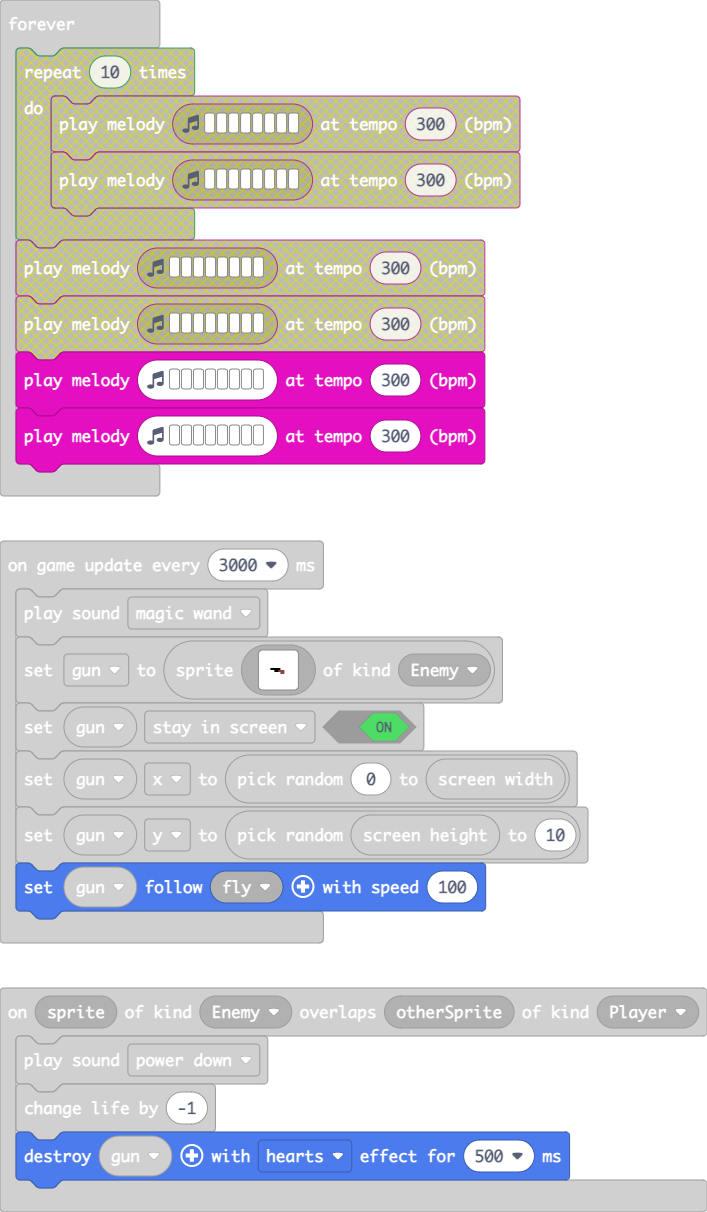 forever
repeat 10 times
do
play melody at tempo 300 (bpm)
play melody at tempo 300 (bpm)
play melody at tempo 300 (bpm)
play melody at tempo 300 (bpm)
play melody at tempo 300 (bpm)
play melody at tempo 300 (bpm)
on game update every 3000 ms
play sound magic wand
set gun to sprite of kind Enemy
set gun stay in screen ON
set gun x to pick random 0 to screen width
set gun y to pick random screen height to 10
set gun follow fly with speed 100
on sprite of kind Enemy overlaps otherSprite of kind Player
play sound power down
change life by -1
destroy gun with hearts effect for 500 ms